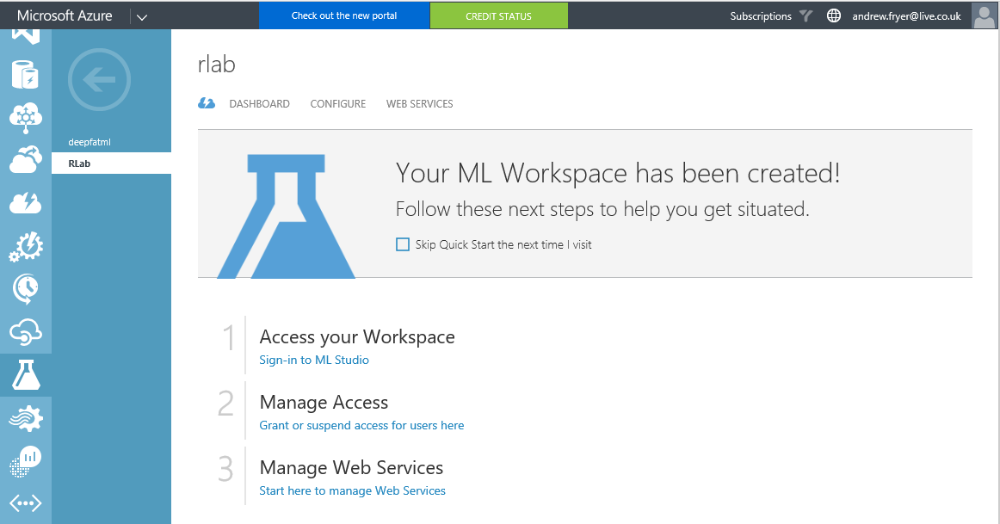 Microsoft Azure
Check out the new portal
CREDIT STATUS
Subscriptions
andrew.fryer@live.co.uk
deepfatml
RLab
rlab
DASHBOARD CONFIGURE WEB SERVICES
Your ML Workspace has been created!
Follow these next steps to help you get situated.
Skip Quick Start the next time I visit
1 Access your Workspace
Sign-in to ML Studio
2 Manage Access
Grant or suspend access for users here
3 Manage Web Services
Start here to manage Web Services